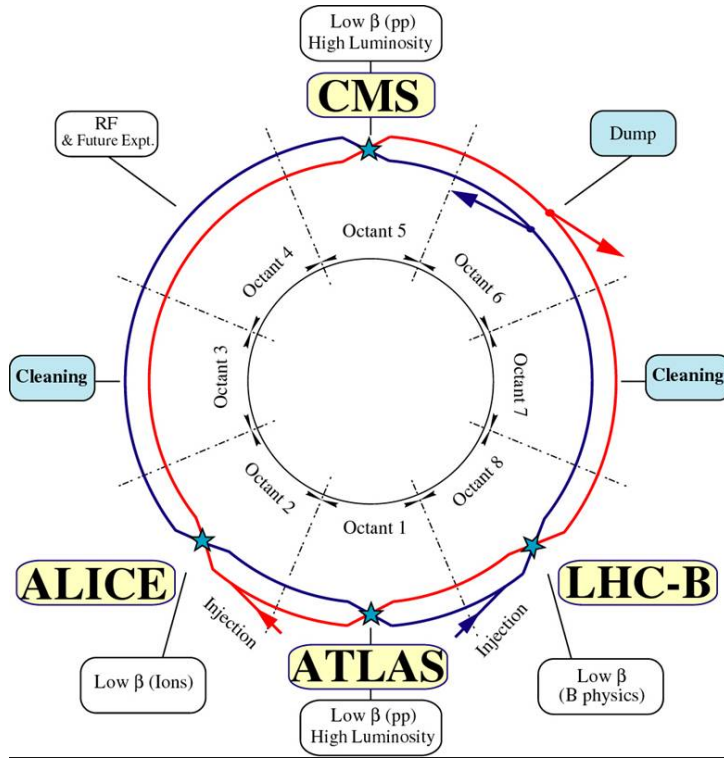 Low β (pp)
High Luminosity
CMS
RF
& Future Expt.
Dump
Octant 5
Octant 4
Octant 6
Cleaning
Octant 3
Octant 7
Cleaning
Octant 2
Octant 8
Octant 1
ALICE
LHC-B
Injection
Injection
ATLAS
Low β (Ions)
Low β
(B physics)
Low β (pp)
High Luminosity